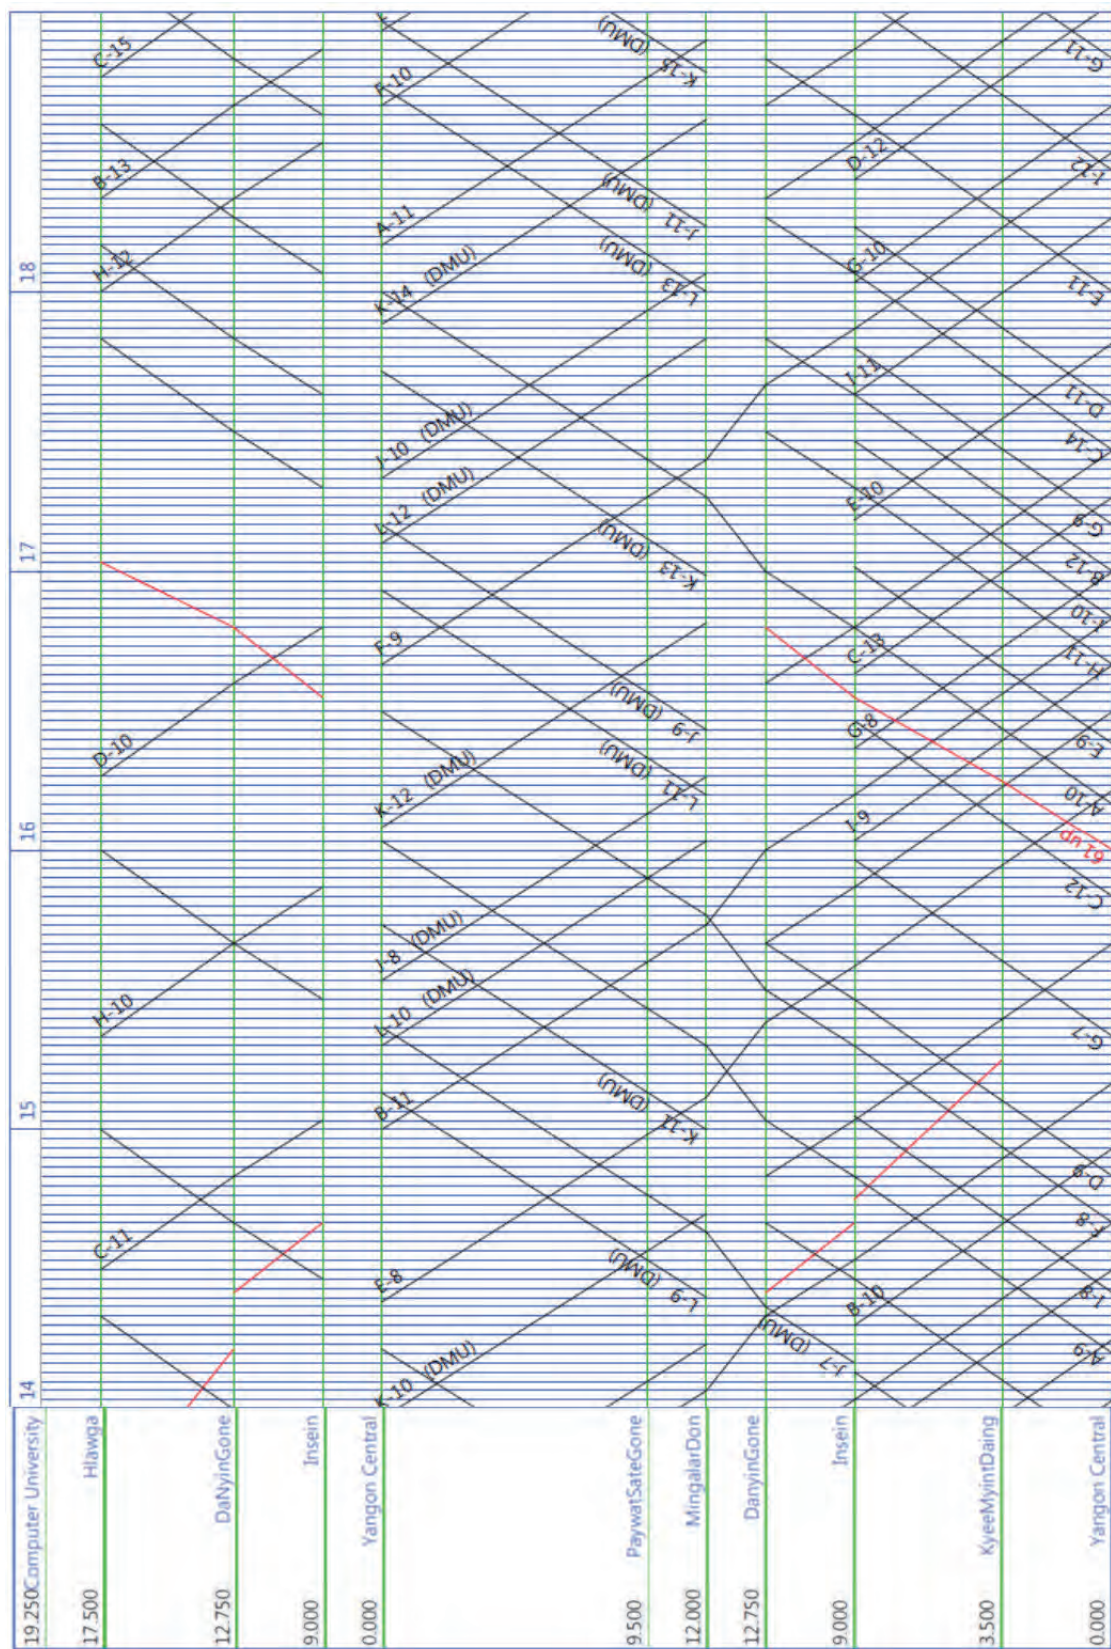 19.250 Computer University
17.500 Hlawga
12.750 DaNyinGone
9.000 Insein
0.000 Yangon Central
9.500 PaywatSateGone
12.000 MingalarDon
12.750 DanyinGone
9.000 Insein
3.500 KyeeMyintDaing
0.000 Yangon Central
14 15 16 17 18
C-11
H-10
D-10
H-12
B-13
C-15
K-10 (DMU)
E-8
B-11
L-10 (DMU)
J-8 (DMU)
K-12 (DMU)
F-9
L-12 (DMU)
J-10 (DMU)
K-14 (DMU)
A-11
F-10
L-9 (DMU)
K-11 (DMU)
L-11 (DMU)
J-9 (DMU)
K-13 (DMU)
L-13 (DMU)
J-11 (DMU)
K-15 (DMU)
J-7 (DMU)
B-10
I-9
G-8
C-13
E-10
I-11
G-10
D-12
A-9
I-8
F-8
D-9
G-7
C-12
61 up
A-10
E-9
H-11
I-10
B-12
G-9
C-14
D-11
E-11
I-12
G-11